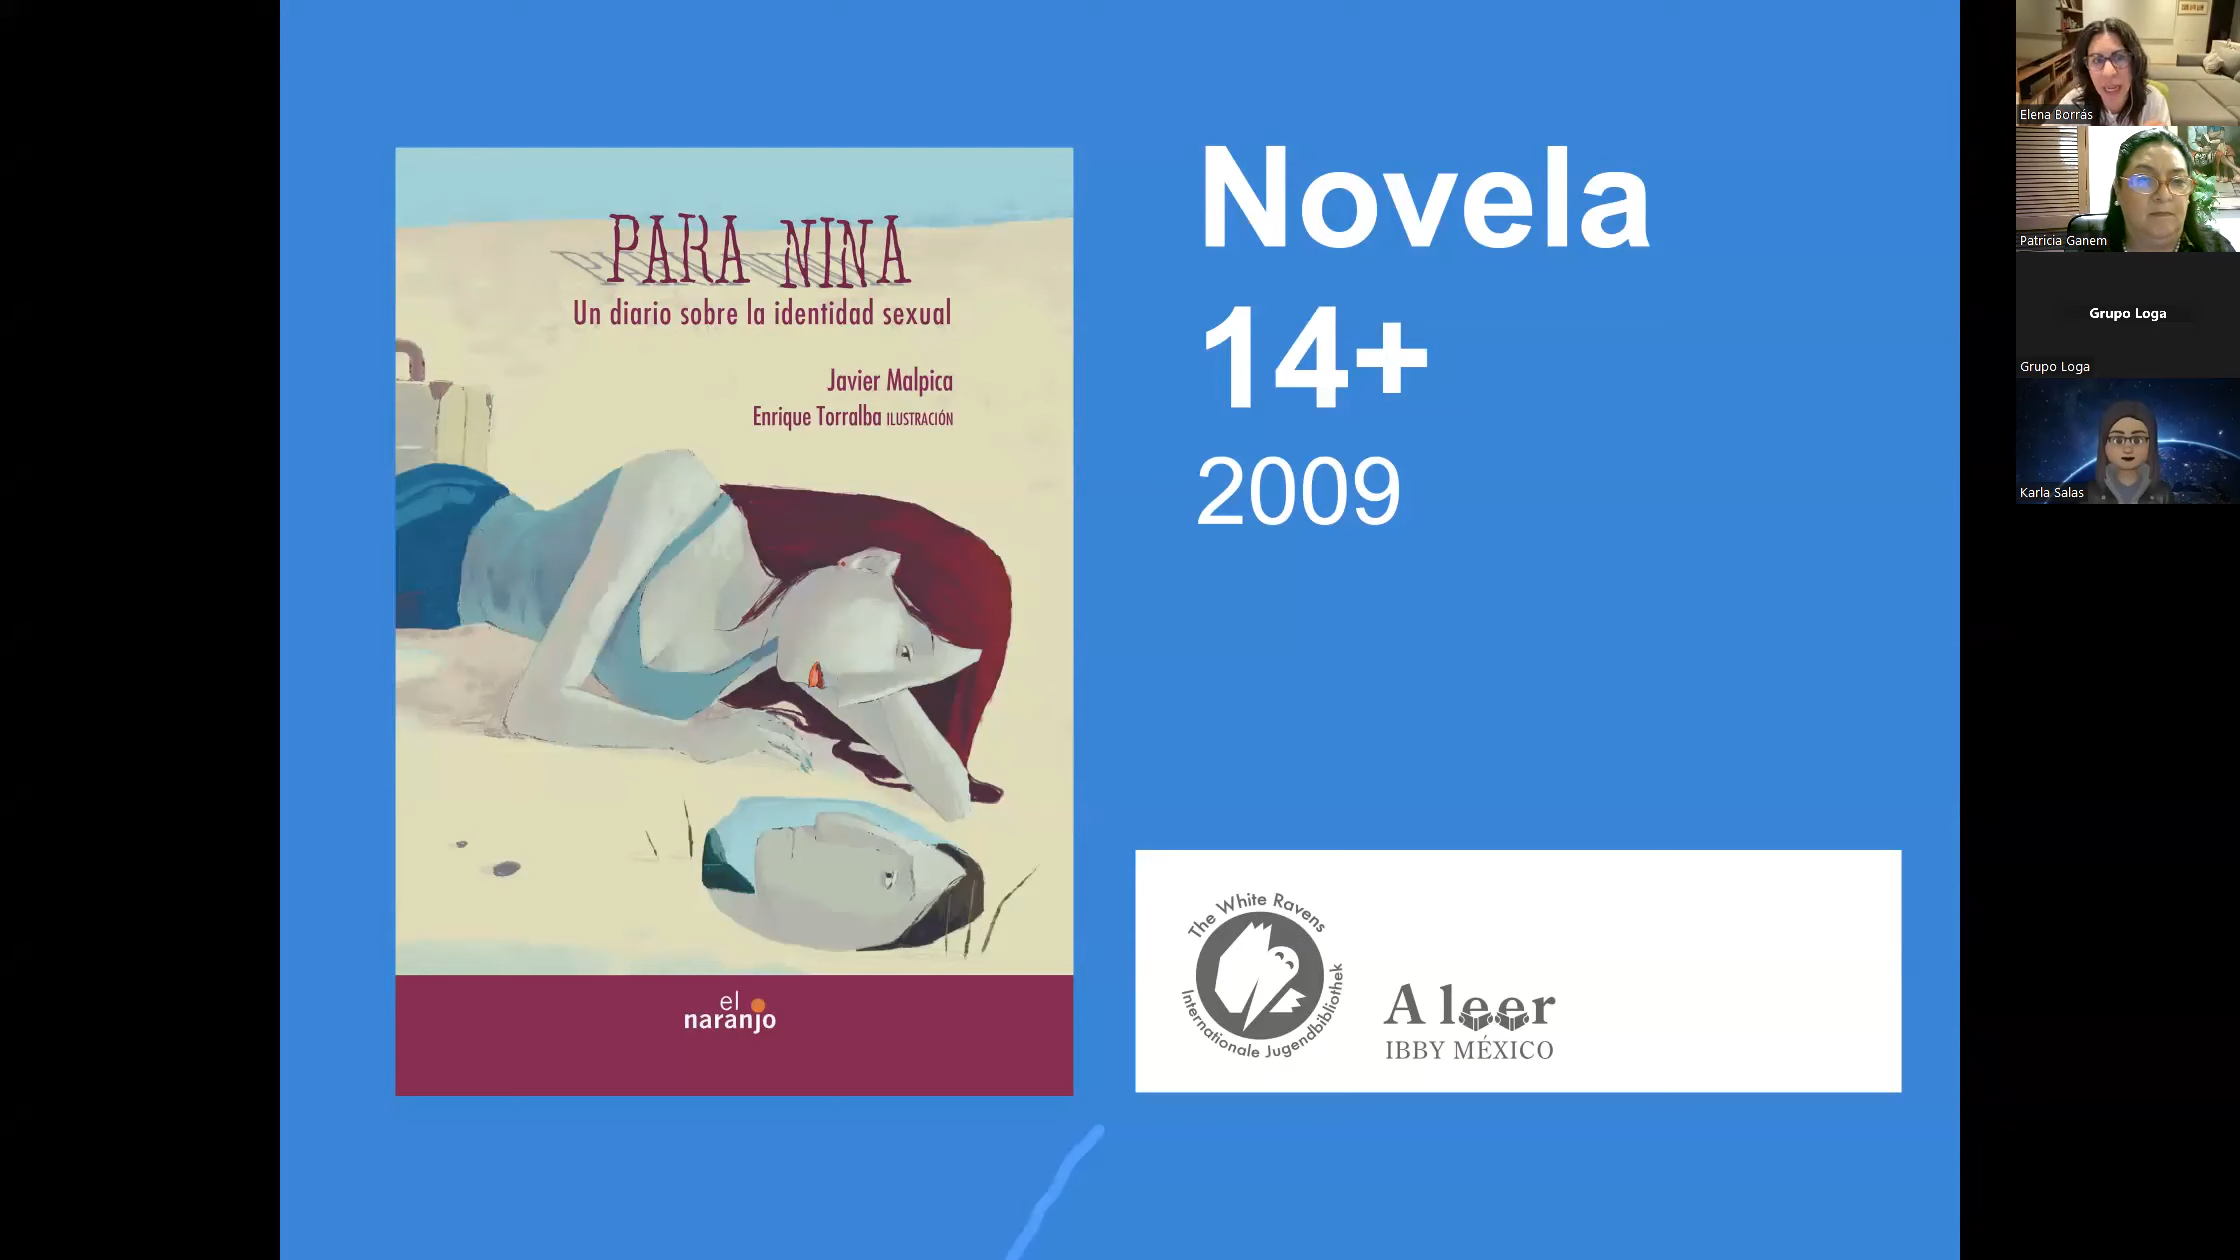 PARA NINA
Un diario sobre la identidad sexual
Javier Malpica
Enrique Torralba ILUSTRACIÓN
el
naranjo
Novela
14+
2009
The White Ravens
Internationale Jugendbibliothek
A leer
IBBY MÉXICO
Elena Borrás
Patricia Ganem
Grupo Loga
Grupo Loga
Karla Salas